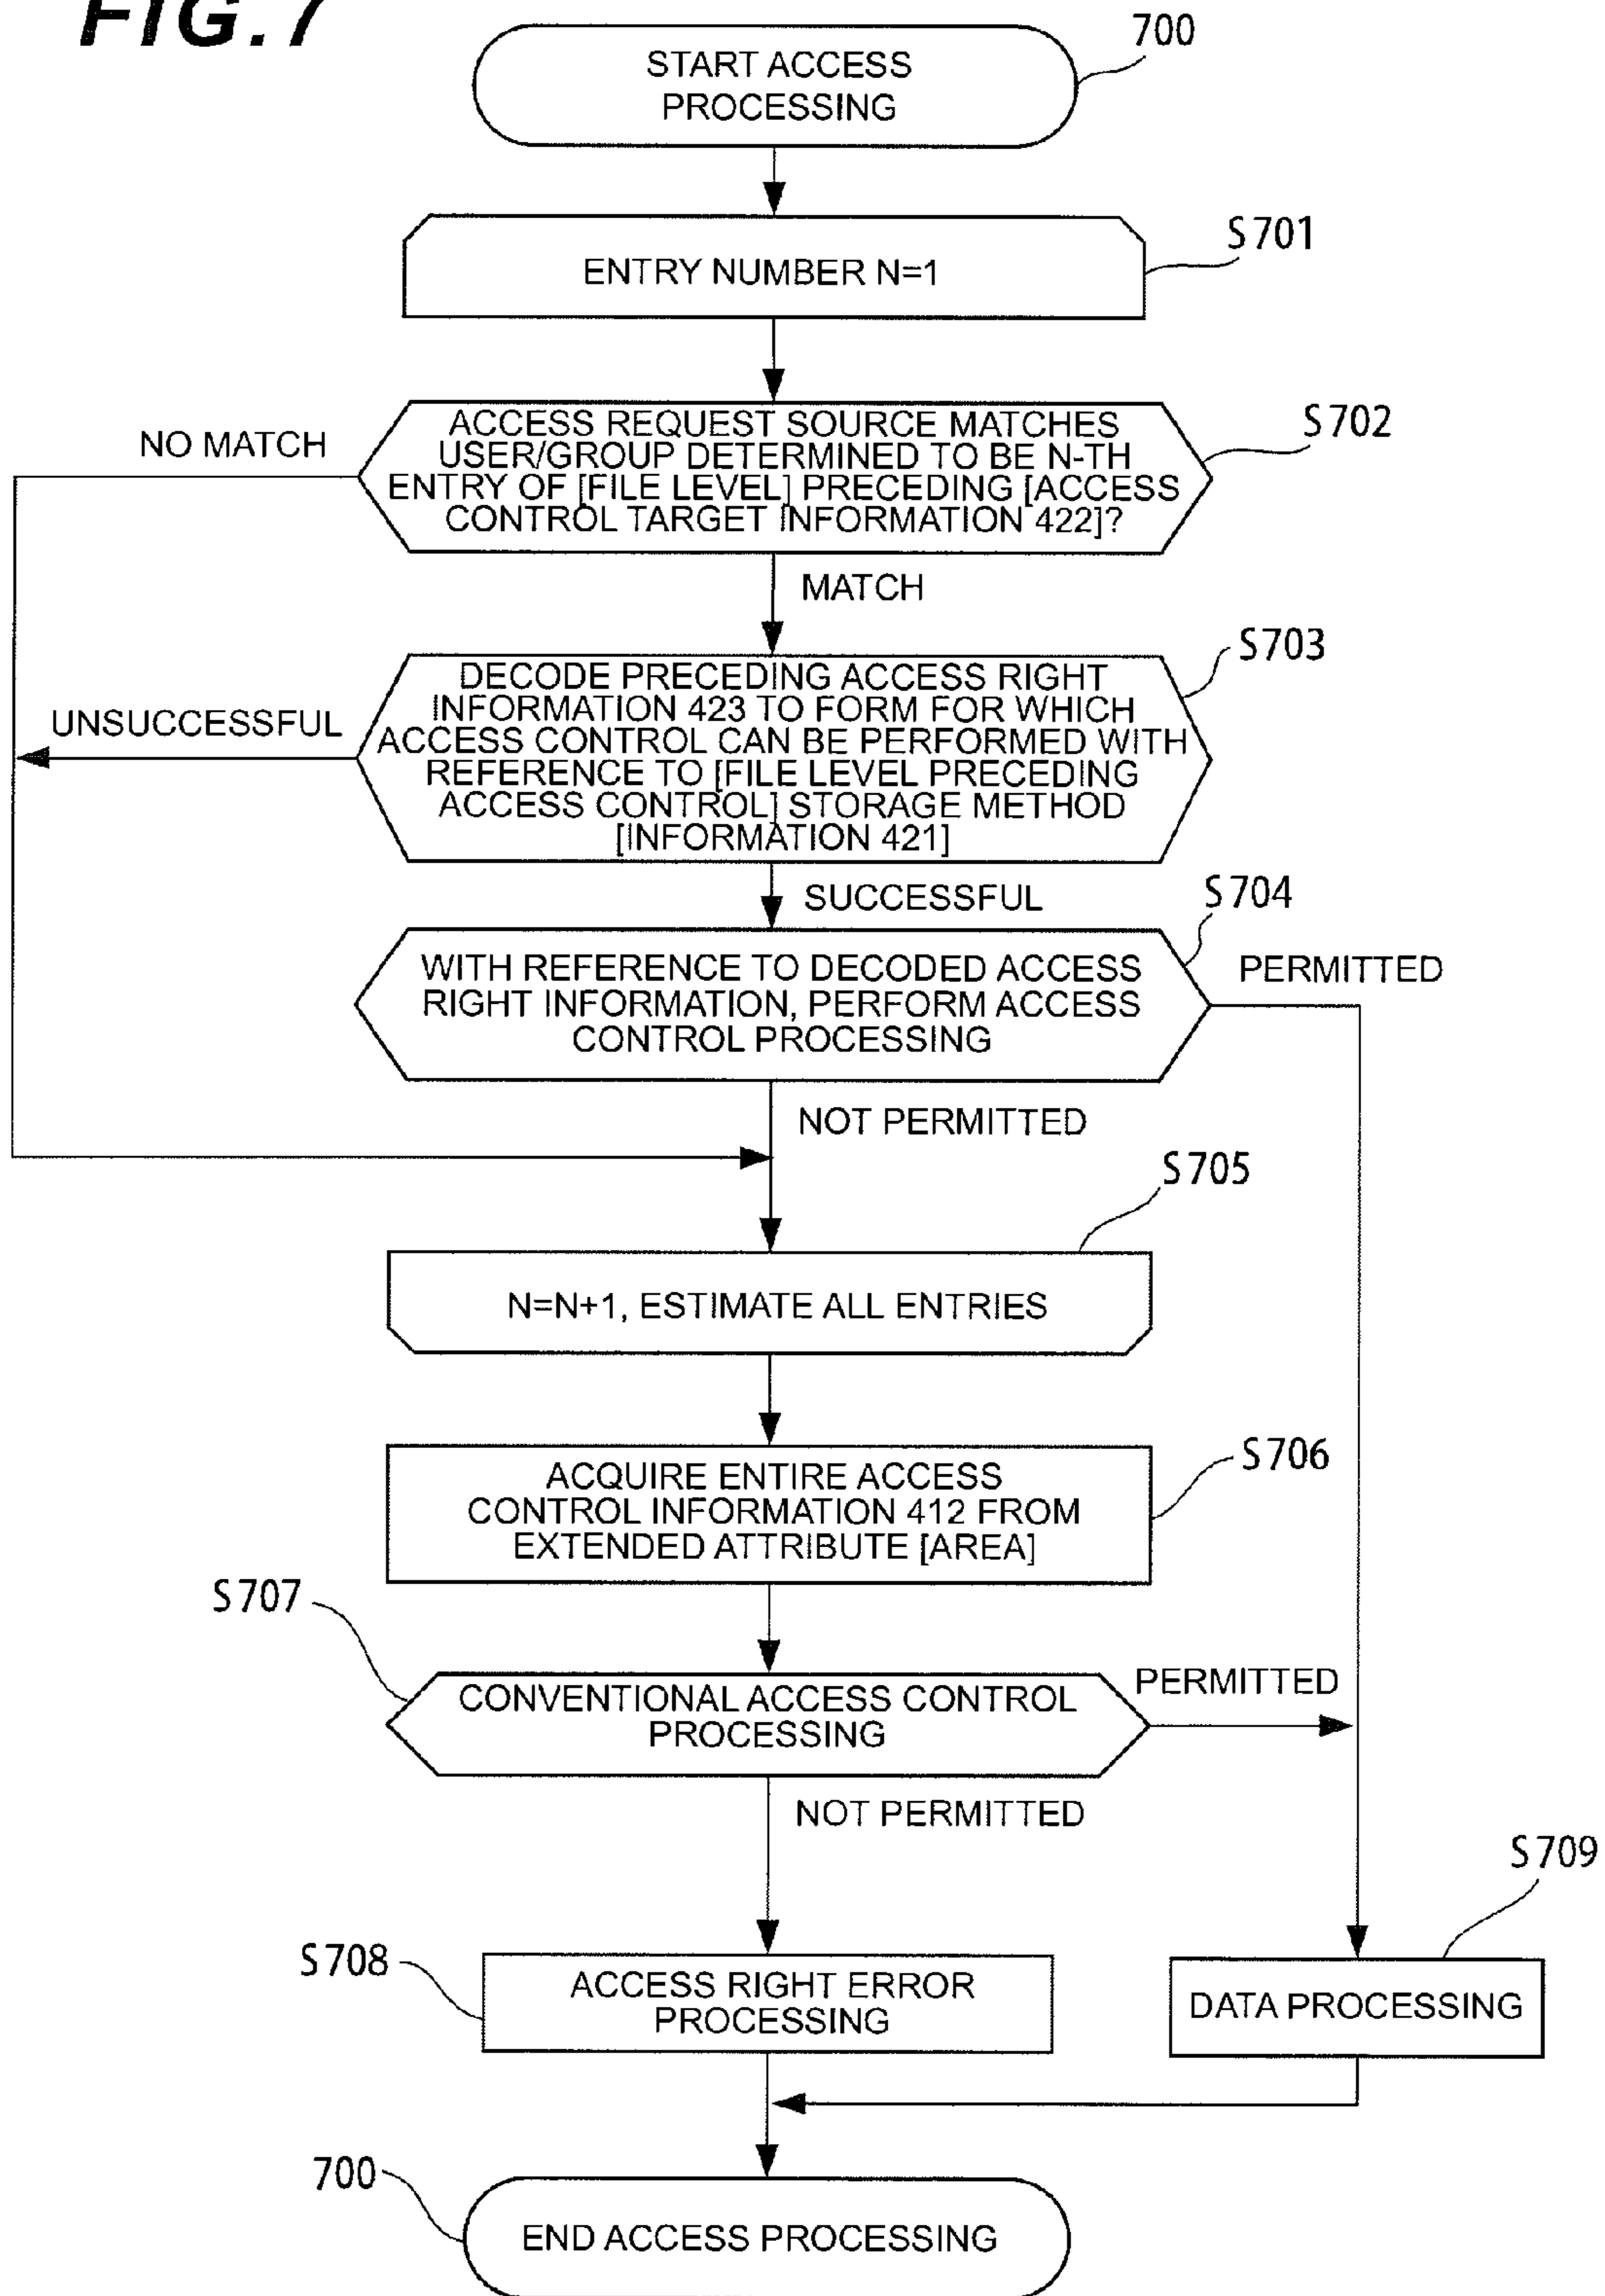 FIG.7
700
START ACCESS
PROCESSING
S701
ENTRY NUMBER N=1
S702
NO MATCH
ACCESS REQUEST SOURCE MATCHES
USER/GROUP DETERMINED TO BE N-TH
ENTRY OF [FILE LEVEL] PRECEDING [ACCESS
CONTROL TARGET INFORMATION 422]?
MATCH
S703
UNSUCCESSFUL
DECODE PRECEDING ACCESS RIGHT
INFORMATION 423 TO FORM FOR WHICH
ACCESS CONTROL CAN BE PERFORMED WITH
REFERENCE TO [FILE LEVEL PRECEDING
ACCESS CONTROL] STORAGE METHOD
[INFORMATION 421]
SUCCESSFUL
S704
WITH REFERENCE TO DECODED ACCESS
RIGHT INFORMATION, PERFORM ACCESS
CONTROL PROCESSING
PERMITTED
NOT PERMITTED
S705
N=N+1, ESTIMATE ALL ENTRIES
S706
ACQUIRE ENTIRE ACCESS
CONTROL INFORMATION 412 FROM
EXTENDED ATTRIBUTE [AREA]
S707
CONVENTIONAL ACCESS CONTROL
PROCESSING
PERMITTED
NOT PERMITTED
S709
S708
ACCESS RIGHT ERROR
PROCESSING
DATA PROCESSING
700
END ACCESS PROCESSING